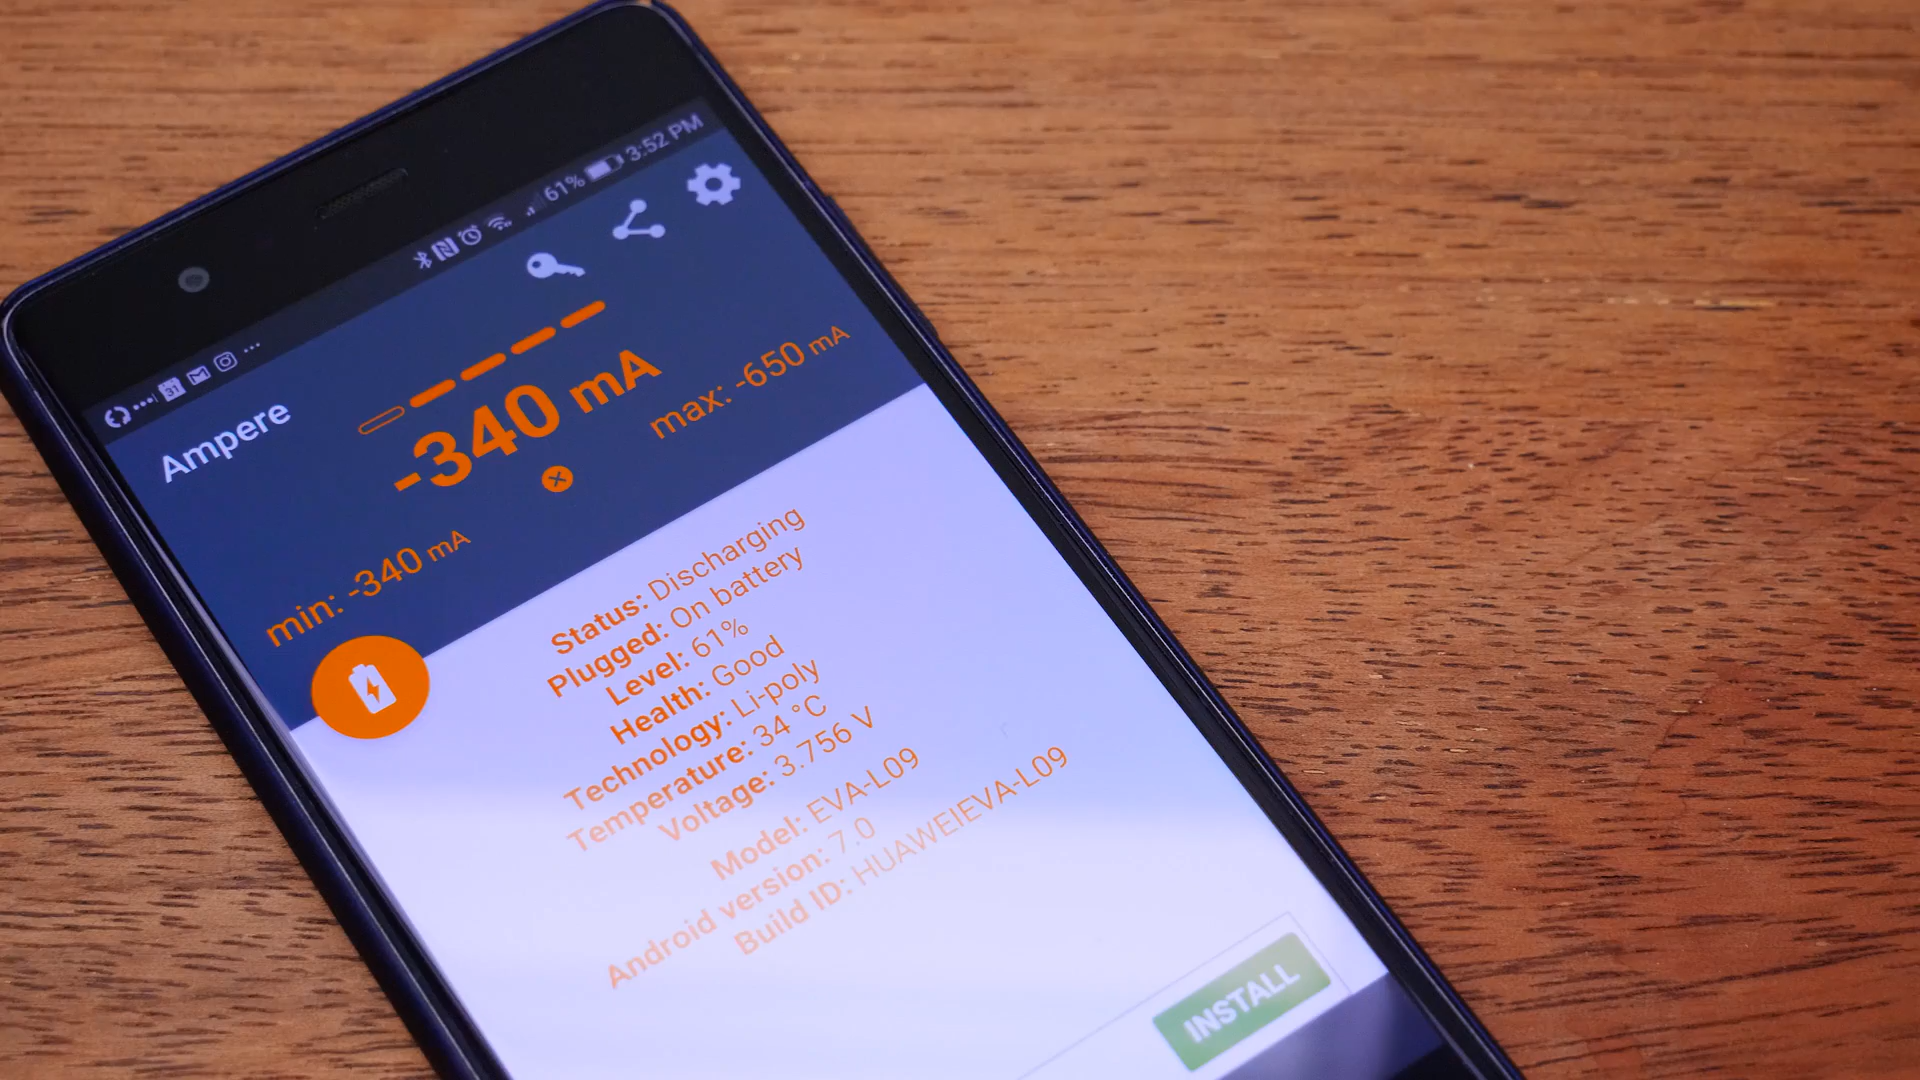 61% 3:52 PM
31
Ampere
-340 mA
min: -340 mA
max: -650 mA
Status: Discharging
Plugged: On battery
Level: 61%
Health: Good
Technology: Li-poly
Temperature: 34 °C
Voltage: 3.756 V
Model: EVA-L09
Android version: 7.0
Build ID: HUAWEIEVA-L09
INSTALL